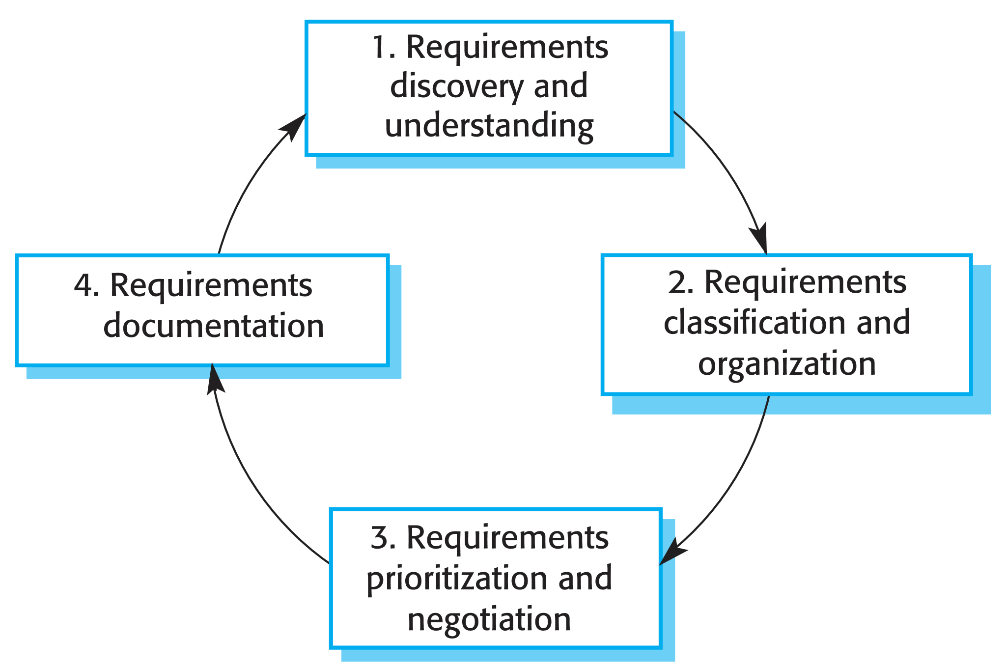 1. Requirements
discovery and
understanding
2. Requirements
classification and
organization
3. Requirements
prioritization and
negotiation
4. Requirements
documentation